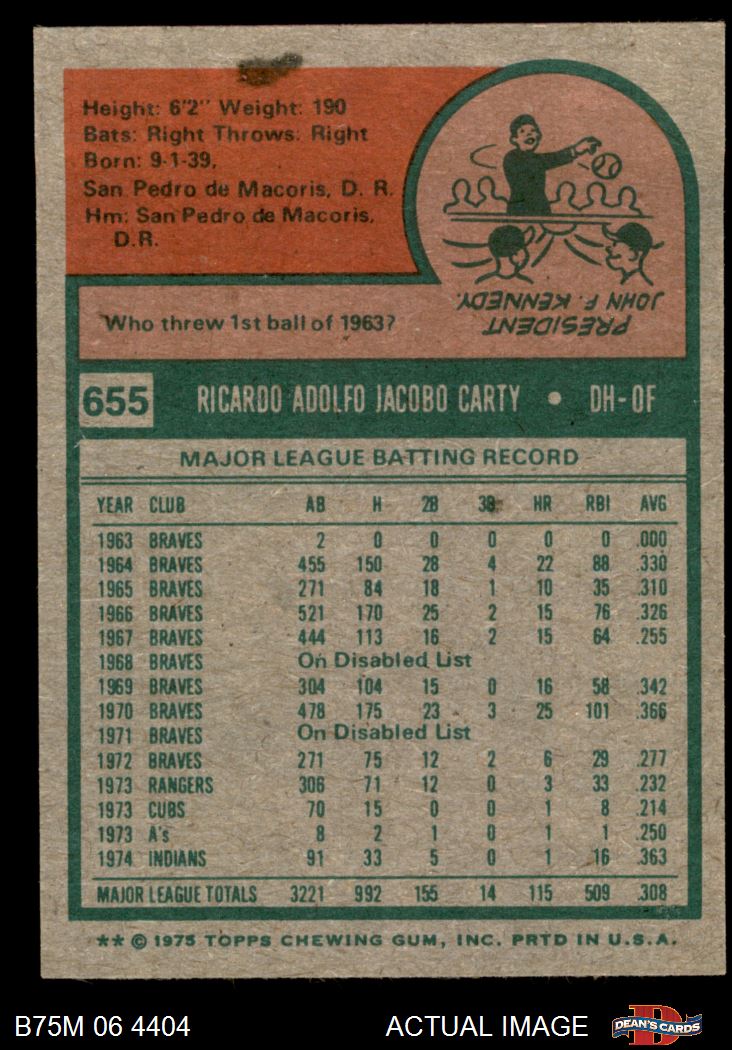 Height: 6'2" Weight: 190
Bats: Right Throws: Right
Born: 9-1-39,
San Pedro de Macoris, D. R.
Hm: San Pedro de Macoris,
D.R.
PRESIDENT
JOHN F. KENNEDY.
Who threw 1st ball of 1963?
655 RICARDO ADOLFO JACOBO CARTY • DH-OF
MAJOR LEAGUE BATTING RECORD
YEAR CLUB AB H 2B 3B HR RBI AVG
1963 BRAVES 2 0 0 0 0 0 .000
1964 BRAVES 455 150 28 4 22 88 .330
1965 BRAVES 271 84 18 1 10 35 .310
1966 BRAVES 521 170 25 2 15 76 .326
1967 BRAVES 444 113 16 2 15 64 .255
1968 BRAVES On Disabled List
1969 BRAVES 304 104 15 0 16 58 .342
1970 BRAVES 478 175 23 3 25 101 .366
1971 BRAVES On Disabled List
1972 BRAVES 271 75 12 2 6 29 .277
1973 RANGERS 306 71 12 0 3 33 .232
1973 CUBS 70 15 0 0 1 8 .214
1973 A's 8 2 1 0 1 1 .250
1974 INDIANS 91 33 5 0 1 16 .363
MAJOR LEAGUE TOTALS 3221 992 155 14 115 509 .308
** © 1975 TOPPS CHEWING GUM, INC. PRTD IN U.S.A.
B75M 06 4404 ACTUAL IMAGE D DEAN'S CARDS